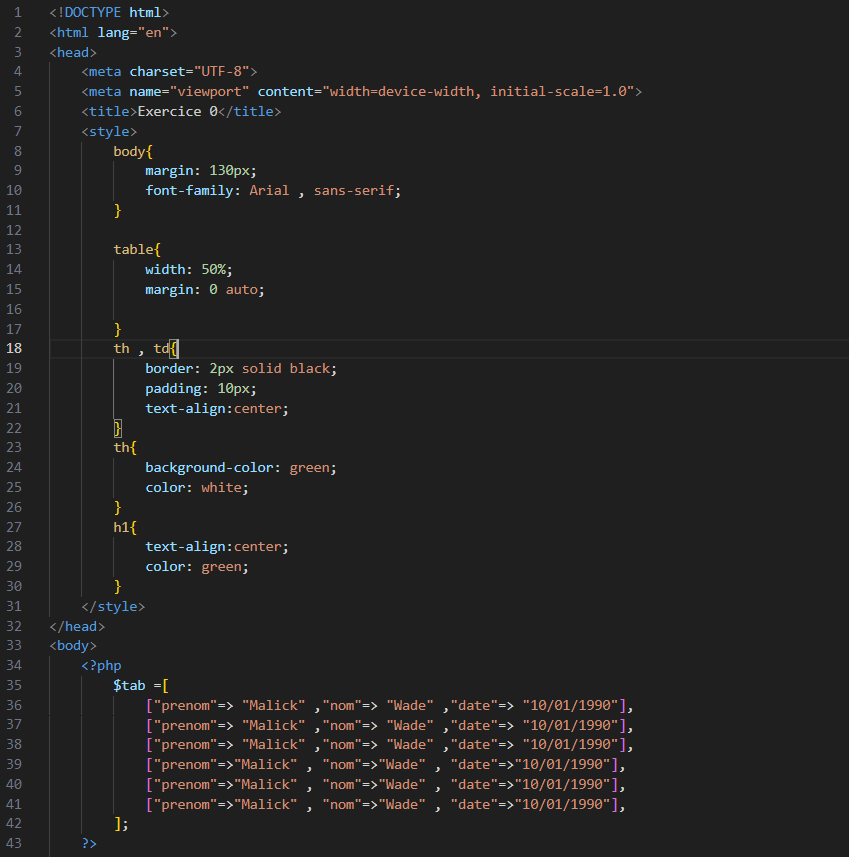 1 <!DOCTYPE html>
2 <html lang="en">
3 <head>
4     <meta charset="UTF-8">
5     <meta name="viewport" content="width=device-width, initial-scale=1.0">
6     <title>Exercice 0</title>
7     <style>
8         body{
9             margin: 130px;
10             font-family: Arial , sans-serif;
11         }
12
13         table{
14             width: 50%;
15             margin: 0 auto;
16
17         }
18         th , td{
19             border: 2px solid black;
20             padding: 10px;
21             text-align:center;
22         }
23         th{
24             background-color: green;
25             color: white;
26         }
27         h1{
28             text-align:center;
29             color: green;
30         }
31     </style>
32 </head>
33 <body>
34     <?php
35         $tab =[
36             ["prenom"=> "Malick" ,"nom"=> "Wade" ,"date"=> "10/01/1990"],
37             ["prenom"=> "Malick" ,"nom"=> "Wade" ,"date"=> "10/01/1990"],
38             ["prenom"=> "Malick" ,"nom"=> "Wade" ,"date"=> "10/01/1990"],
39             ["prenom"=>"Malick" , "nom"=>"Wade" , "date"=>"10/01/1990"],
40             ["prenom"=>"Malick" , "nom"=>"Wade" , "date"=>"10/01/1990"],
41             ["prenom"=>"Malick" , "nom"=>"Wade" , "date"=>"10/01/1990"],
42         ];
43     ?>